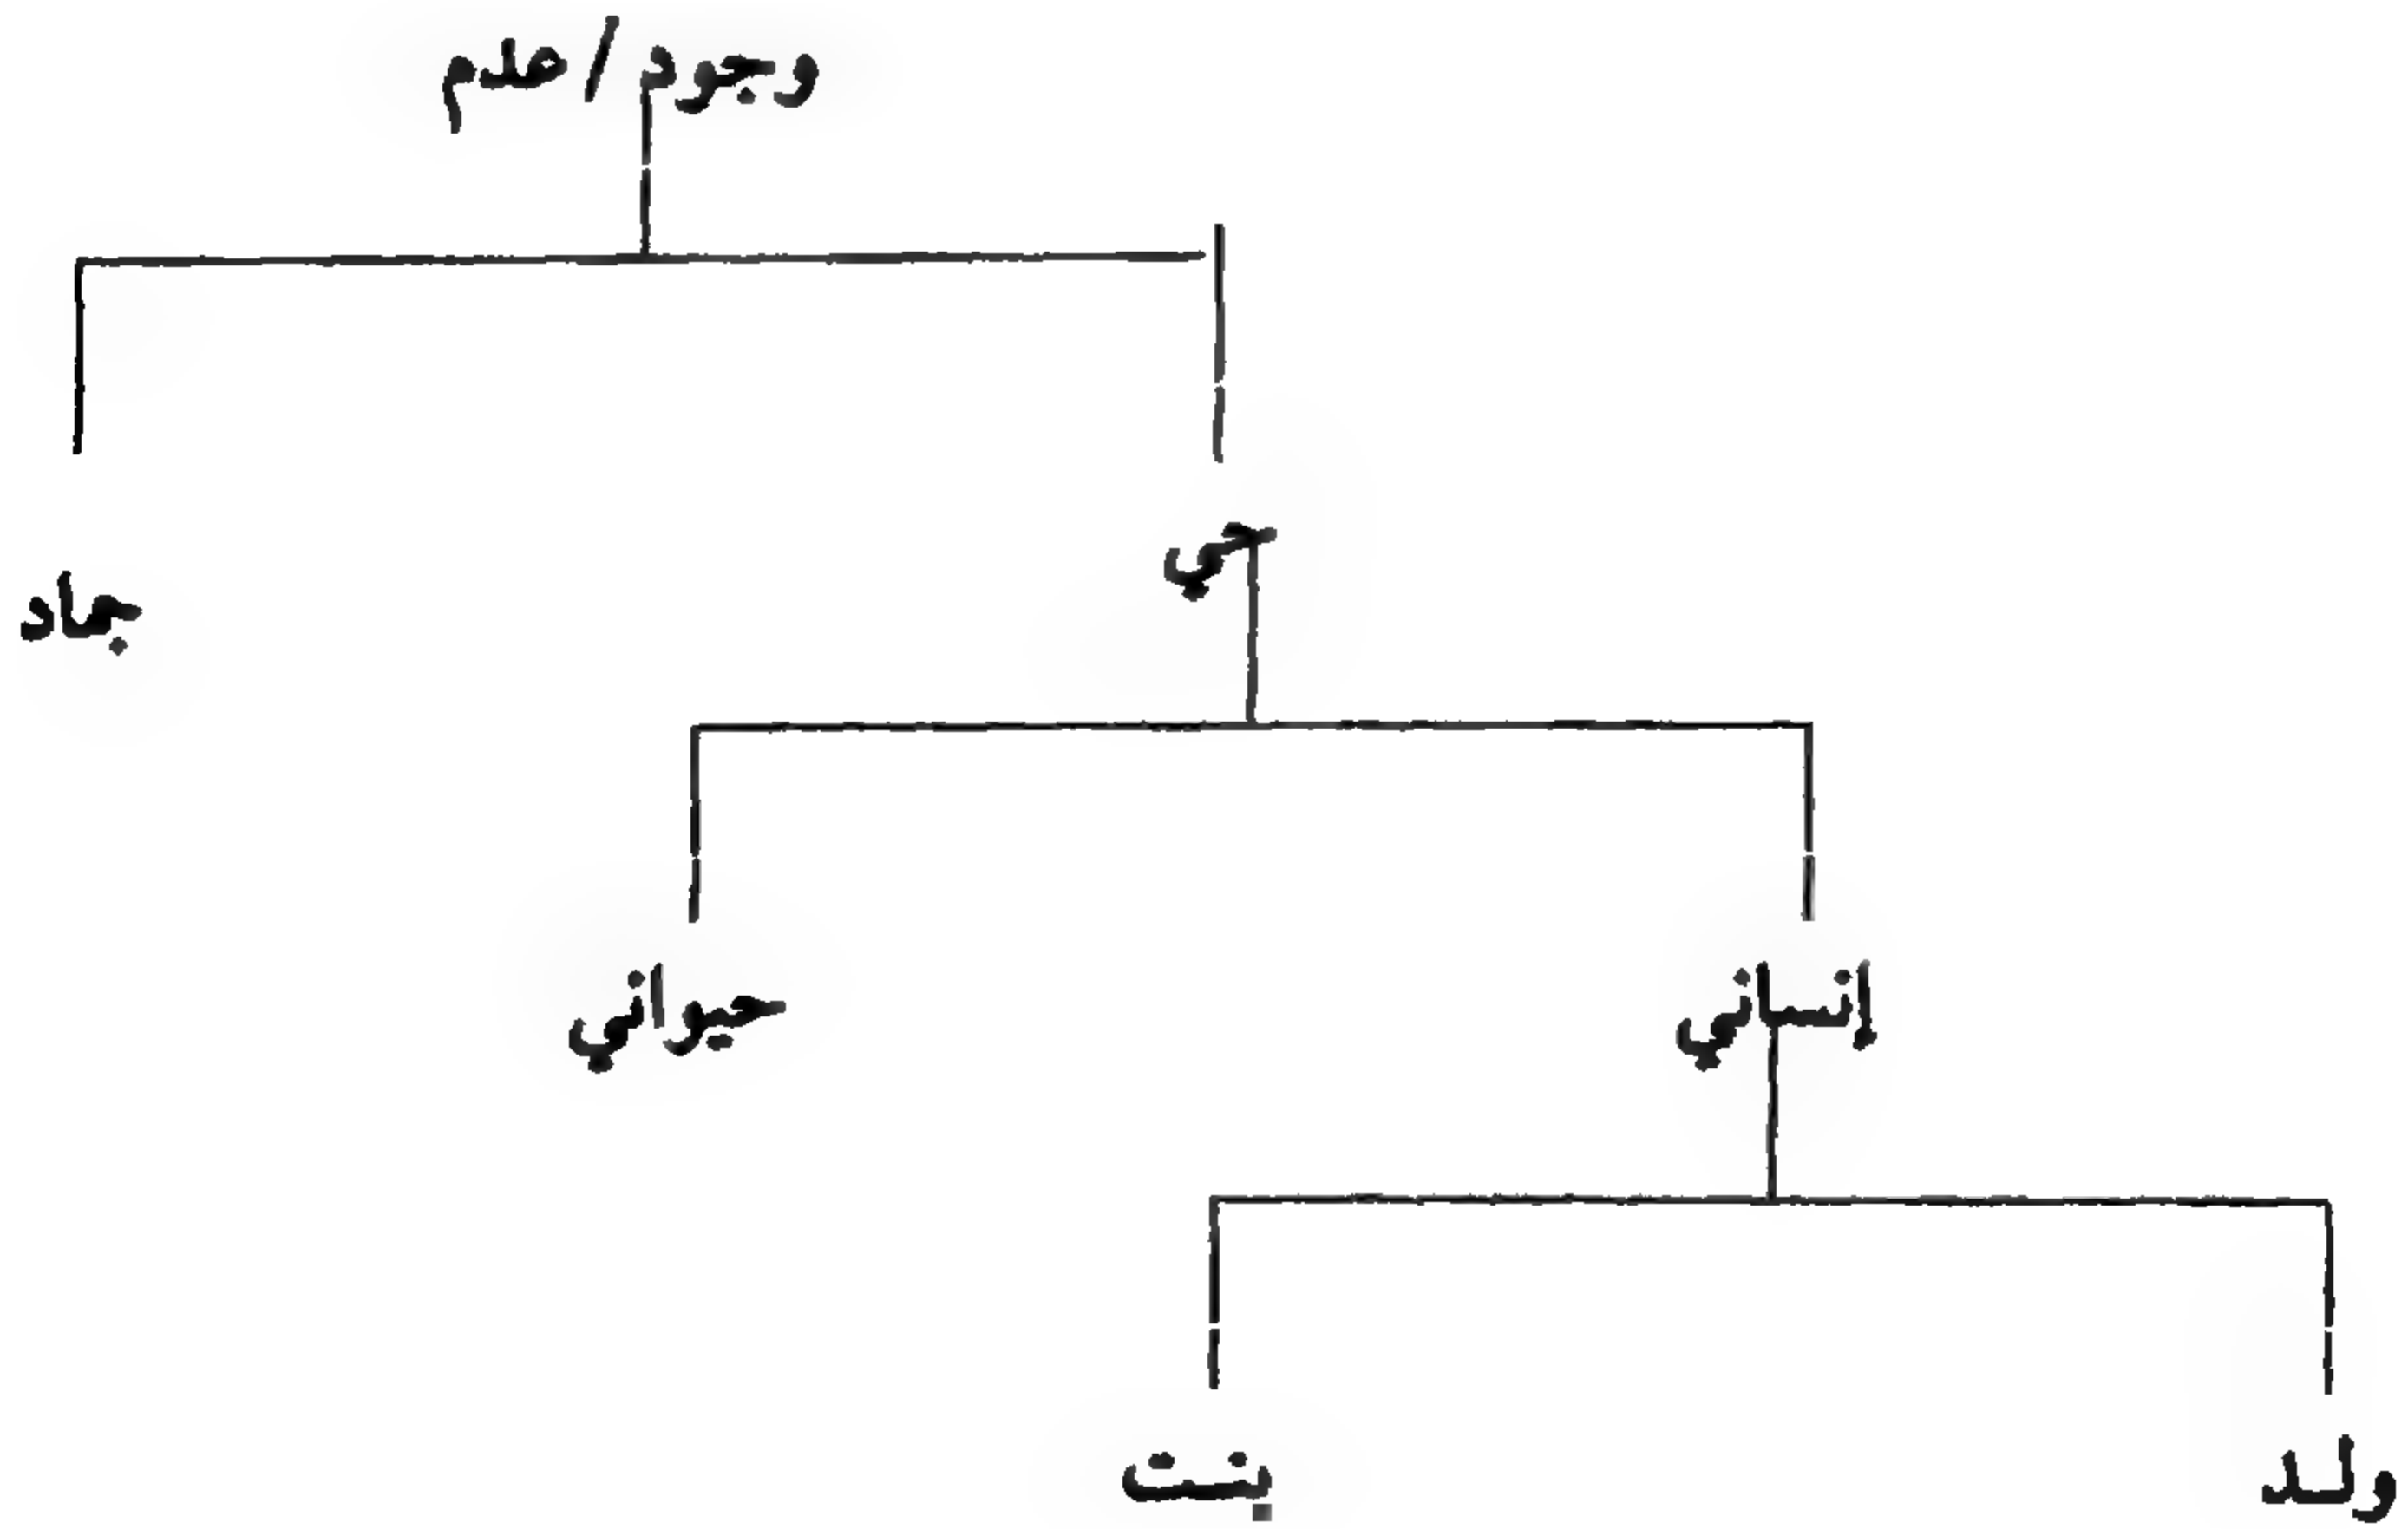 وجود/عدم
حي
جماد
إنساني
حيواني
ولد
بنت